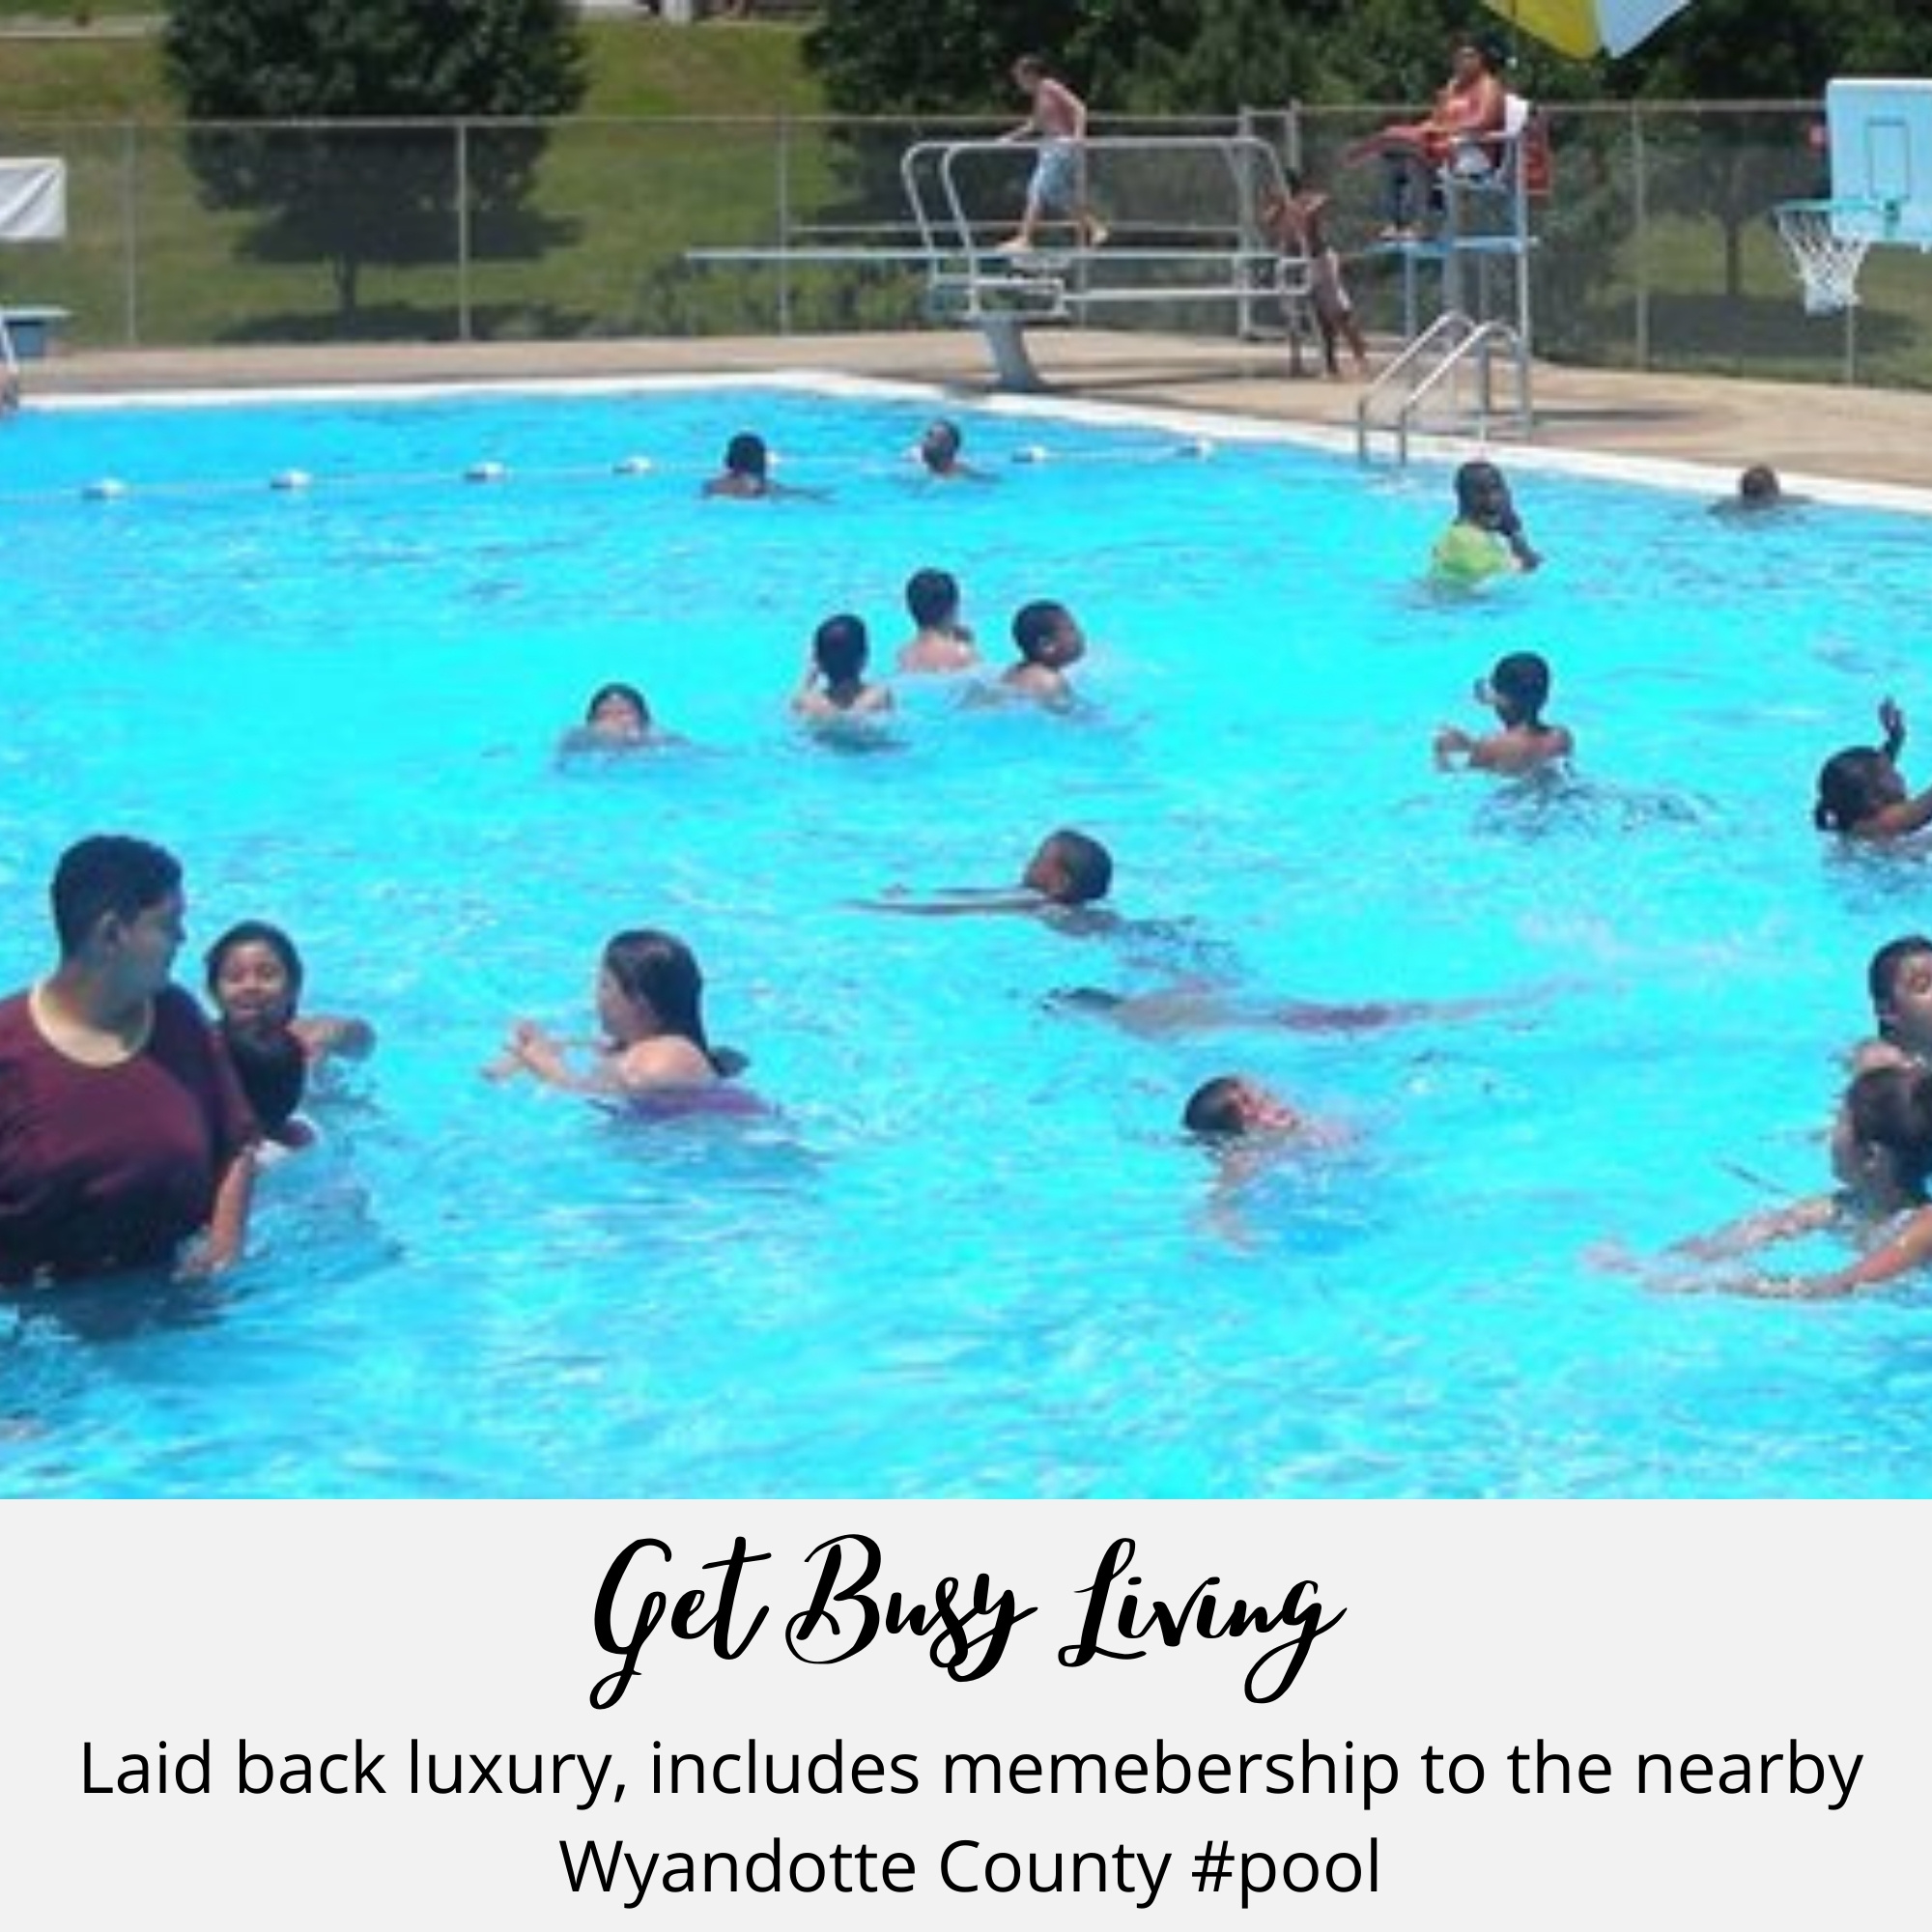 Get Busy Living
Laid back luxury, includes memebership to the nearby
Wyandotte County #pool